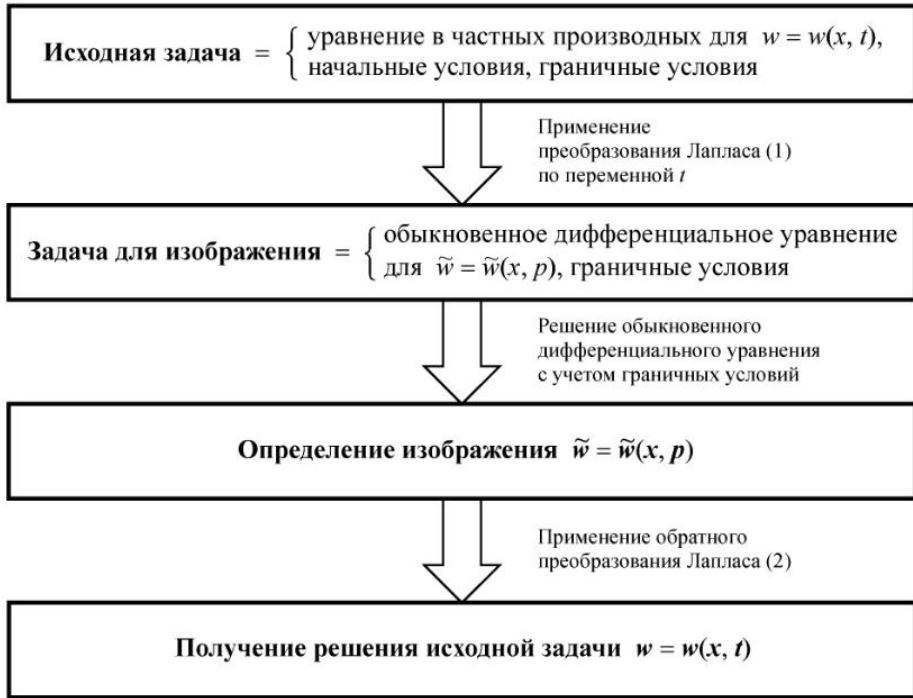 Исходная задача = { уравнение в частных производных для w = w(x, t),
начальные условия, граничные условия
Применение
преобразования Лапласа (1)
по переменной t
Задача для изображения = { обыкновенное дифференциальное уравнение
для w̃ = w̃(x, p), граничные условия
Решение обыкновенного
дифференциального уравнения
с учетом граничных условий
Определение изображения w̃ = w̃(x, p)
Применение обратного
преобразования Лапласа (2)
Получение решения исходной задачи w = w(x, t)